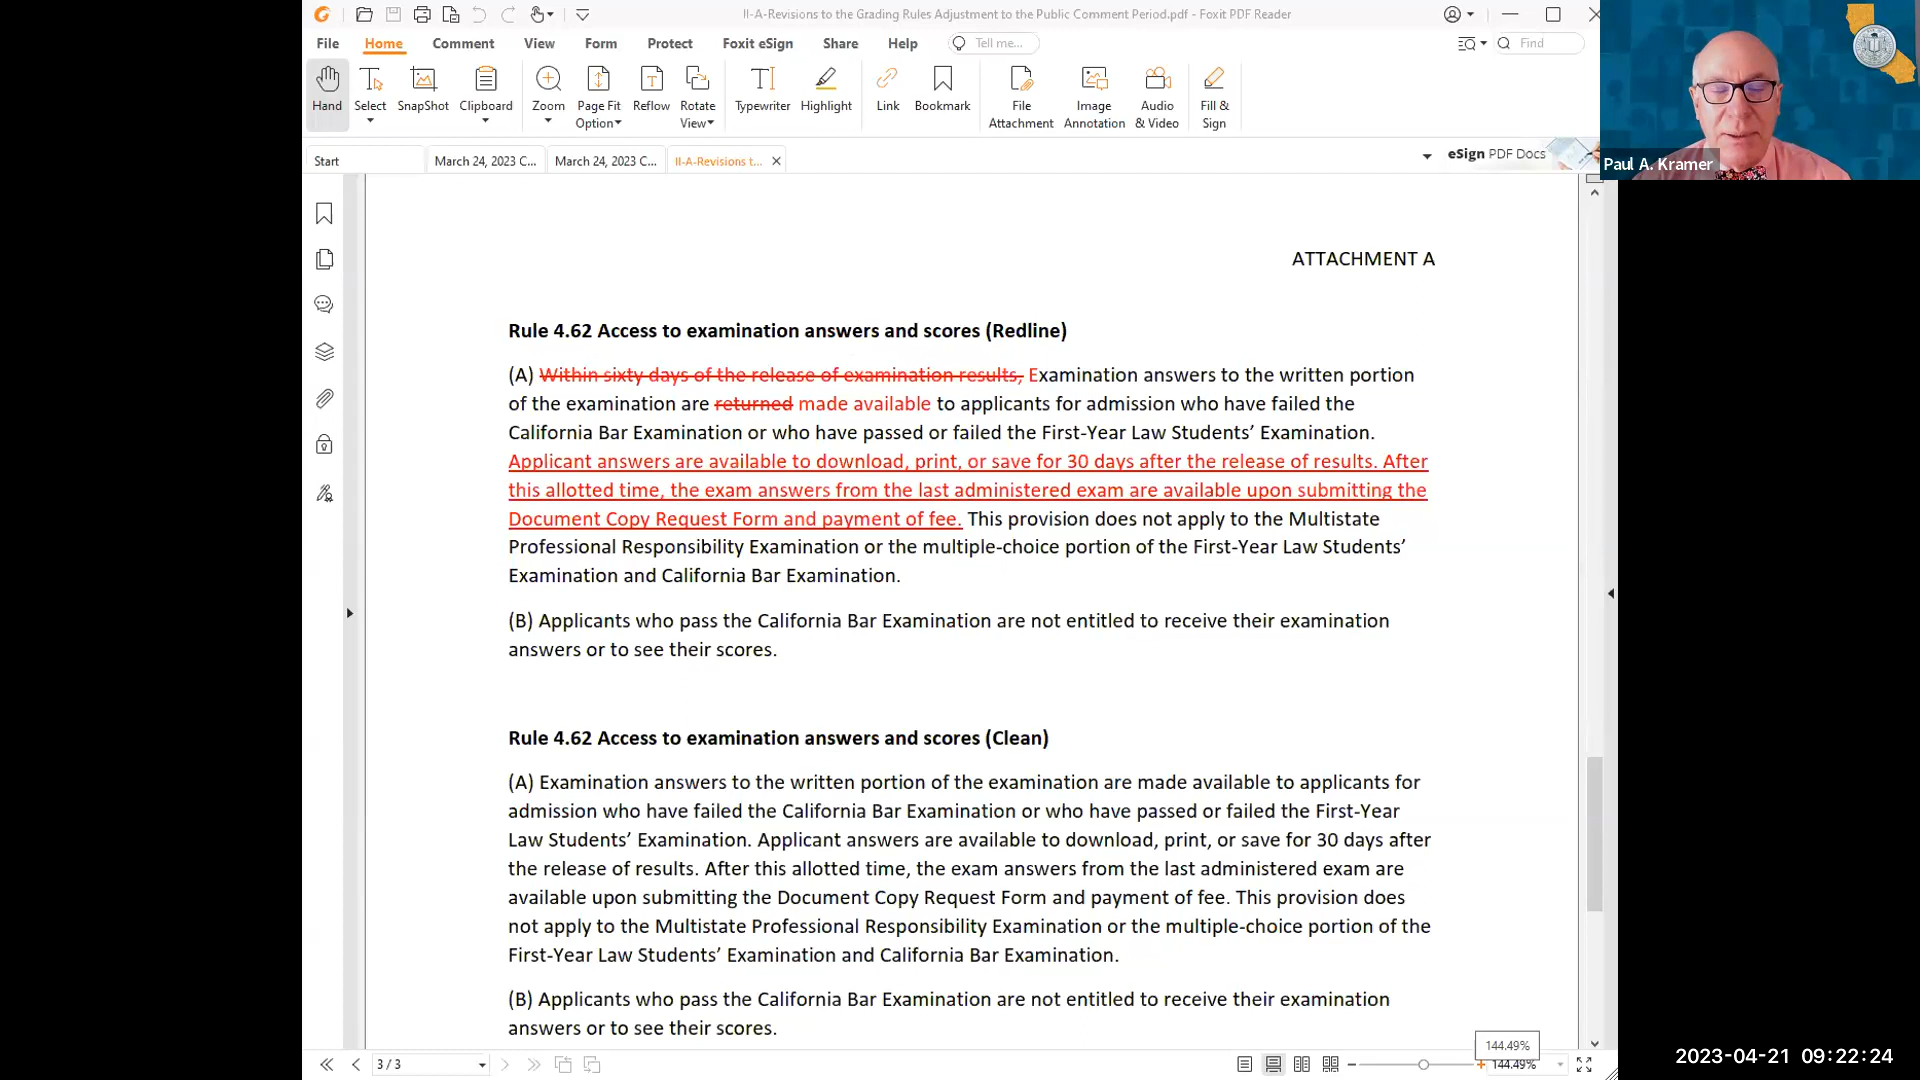 II-A-Revisions to the Grading Rules Adjustment to the Public Comment Period.pdf - Foxit PDF Reader
File Home Comment View Form Protect Foxit eSign Share Help Tell me... Find
Hand Select SnapShot Clipboard Zoom Page Fit Option Reflow Rotate View Typewriter Highlight Link Bookmark File Attachment Image Annotation Audio & Video Fill & Sign
Start March 24, 2023 C... March 24, 2023 C... II-A-Revisions t... eSign PDF Docs
Paul A. Kramer
ATTACHMENT A
Rule 4.62 Access to examination answers and scores (Redline)
(A) Within sixty days of the release of examination results, Examination answers to the written portion
of the examination are returned made available to applicants for admission who have failed the
California Bar Examination or who have passed or failed the First-Year Law Students’ Examination.
Applicant answers are available to download, print, or save for 30 days after the release of results. After
this allotted time, the exam answers from the last administered exam are available upon submitting the
Document Copy Request Form and payment of fee. This provision does not apply to the Multistate
Professional Responsibility Examination or the multiple-choice portion of the First-Year Law Students’
Examination and California Bar Examination.
(B) Applicants who pass the California Bar Examination are not entitled to receive their examination
answers or to see their scores.
Rule 4.62 Access to examination answers and scores (Clean)
(A) Examination answers to the written portion of the examination are made available to applicants for
admission who have failed the California Bar Examination or who have passed or failed the First-Year
Law Students’ Examination. Applicant answers are available to download, print, or save for 30 days after
the release of results. After this allotted time, the exam answers from the last administered exam are
available upon submitting the Document Copy Request Form and payment of fee. This provision does
not apply to the Multistate Professional Responsibility Examination or the multiple-choice portion of the
First-Year Law Students’ Examination and California Bar Examination.
(B) Applicants who pass the California Bar Examination are not entitled to receive their examination
answers or to see their scores.
144.49%
3 / 3 144.49%
2023-04-21 09:22:24